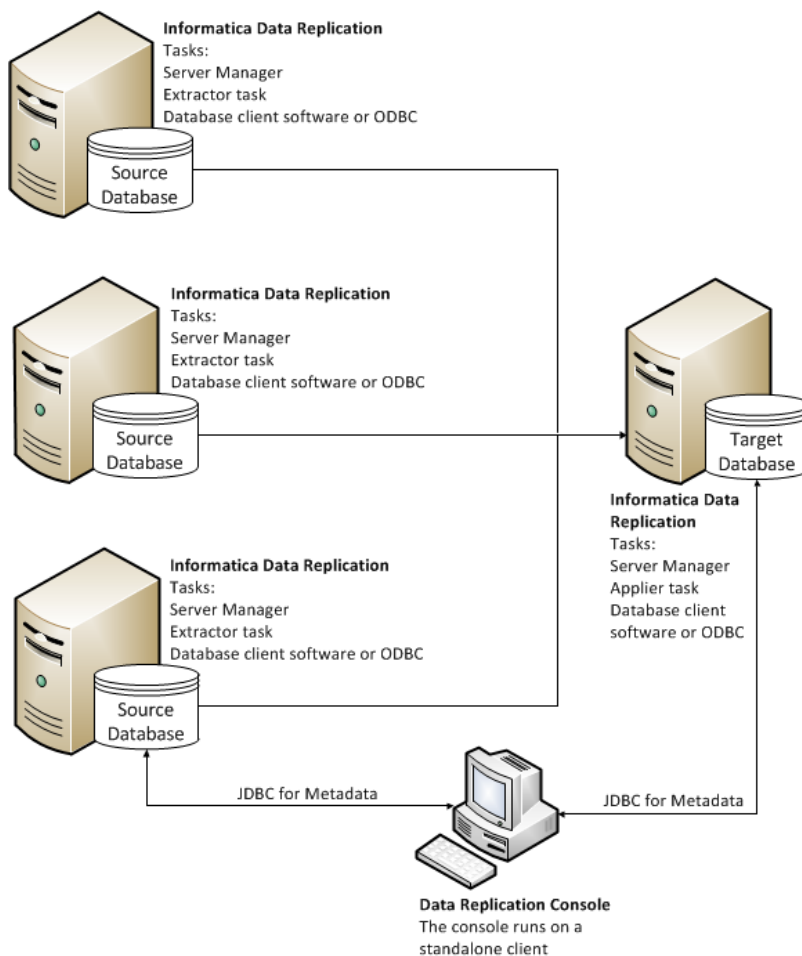 Informatica Data Replication
Tasks:
Server Manager
Extractor task
Database client software or ODBC
Source
Database
Informatica Data Replication
Tasks:
Server Manager
Extractor task
Database client software or ODBC
Source
Database
Target
Database
Informatica Data
Replication
Tasks:
Server Manager
Applier task
Database client
software or ODBC
Informatica Data Replication
Tasks:
Server Manager
Extractor task
Database client software or ODBC
Source
Database
JDBC for Metadata
JDBC for Metadata
Data Replication Console
The console runs on a
standalone client